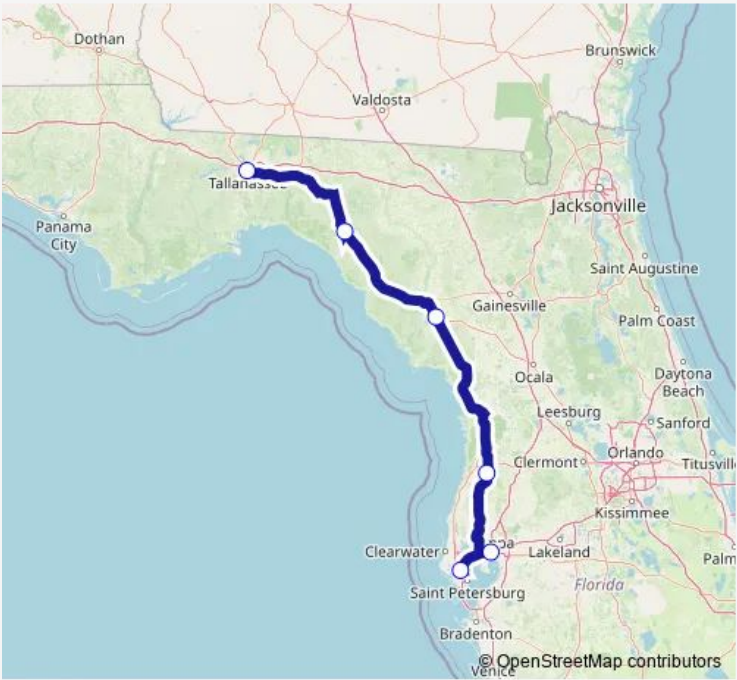 Dothan
Brunswick
Valdosta
Jacksonville
Panama
City
Saint Augustine
Gainesville
Palm Coast
Ocala
Daytona
Beach
Leesburg
Sanford
Orlando
Clermont
Titusvill
Kissimmee
Clearwater
Lakeland
Palm
Florida
Saint Petersburg
Bradenton
Venice
© OpenStreetMap contributors